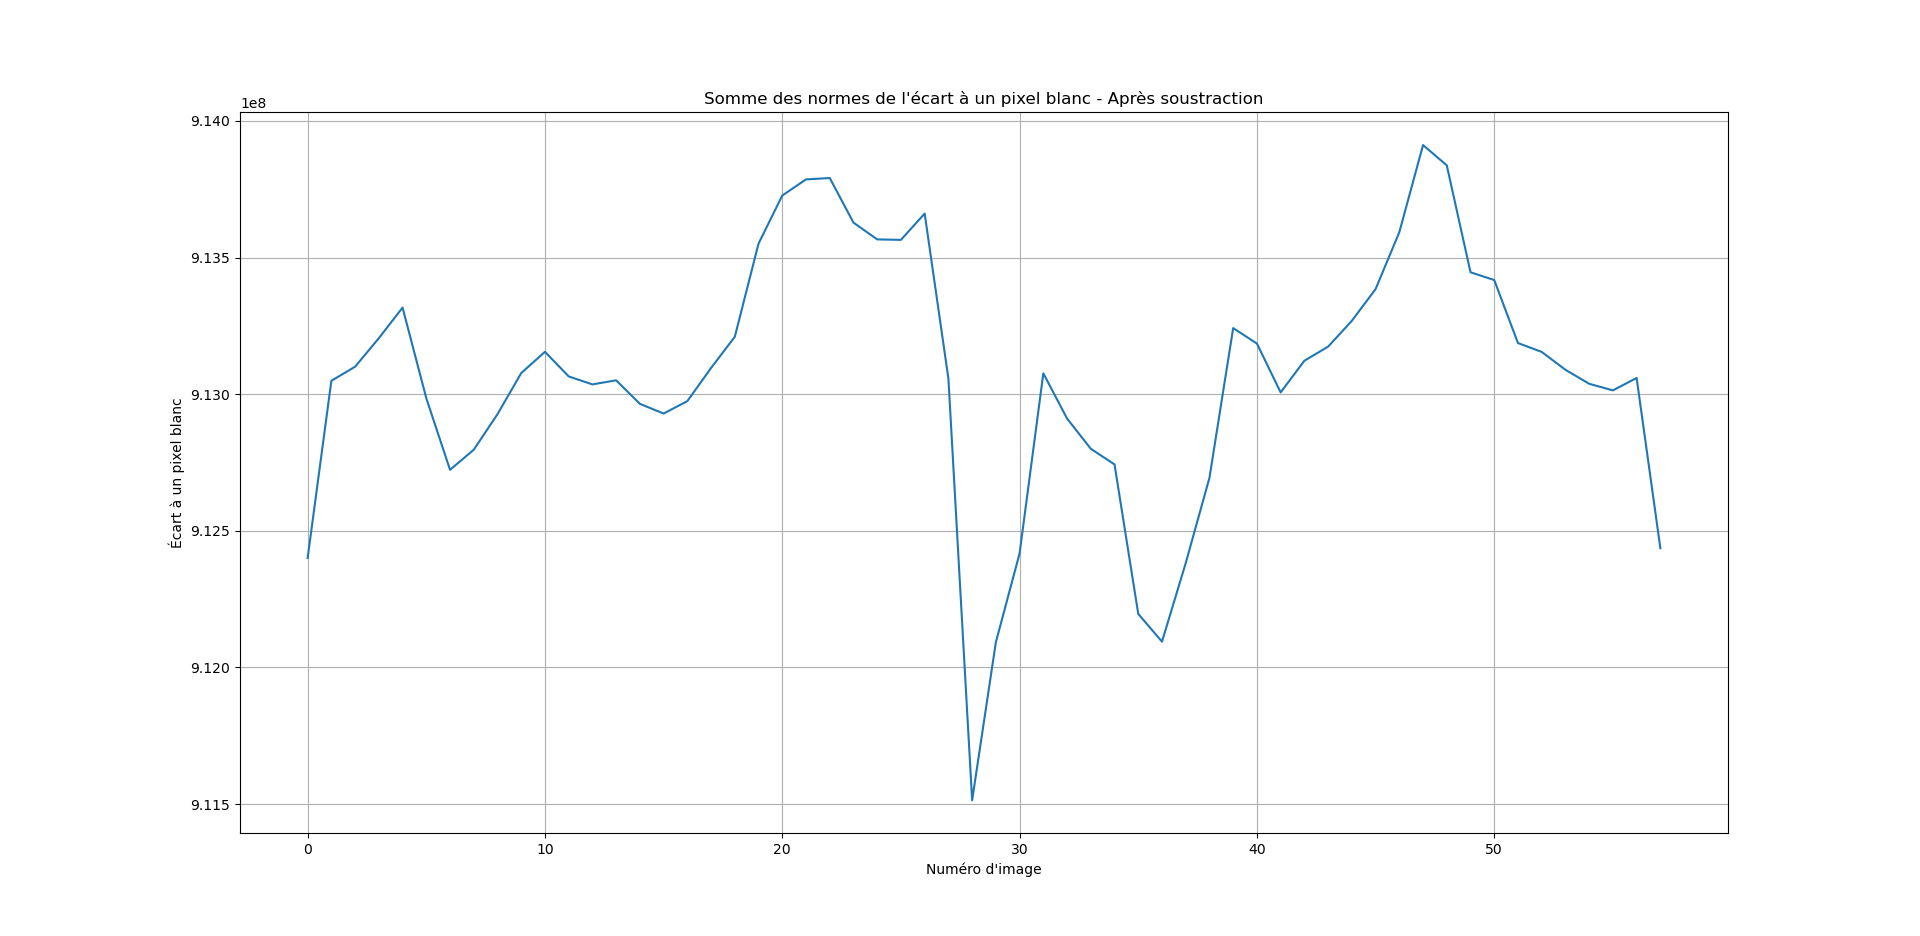 Somme des normes de l'écart à un pixel blanc - Après soustraction
1e8
9.140
9.135
9.130
9.125
9.120
9.115
Écart à un pixel blanc
0 10 20 30 40 50
Numéro d'image